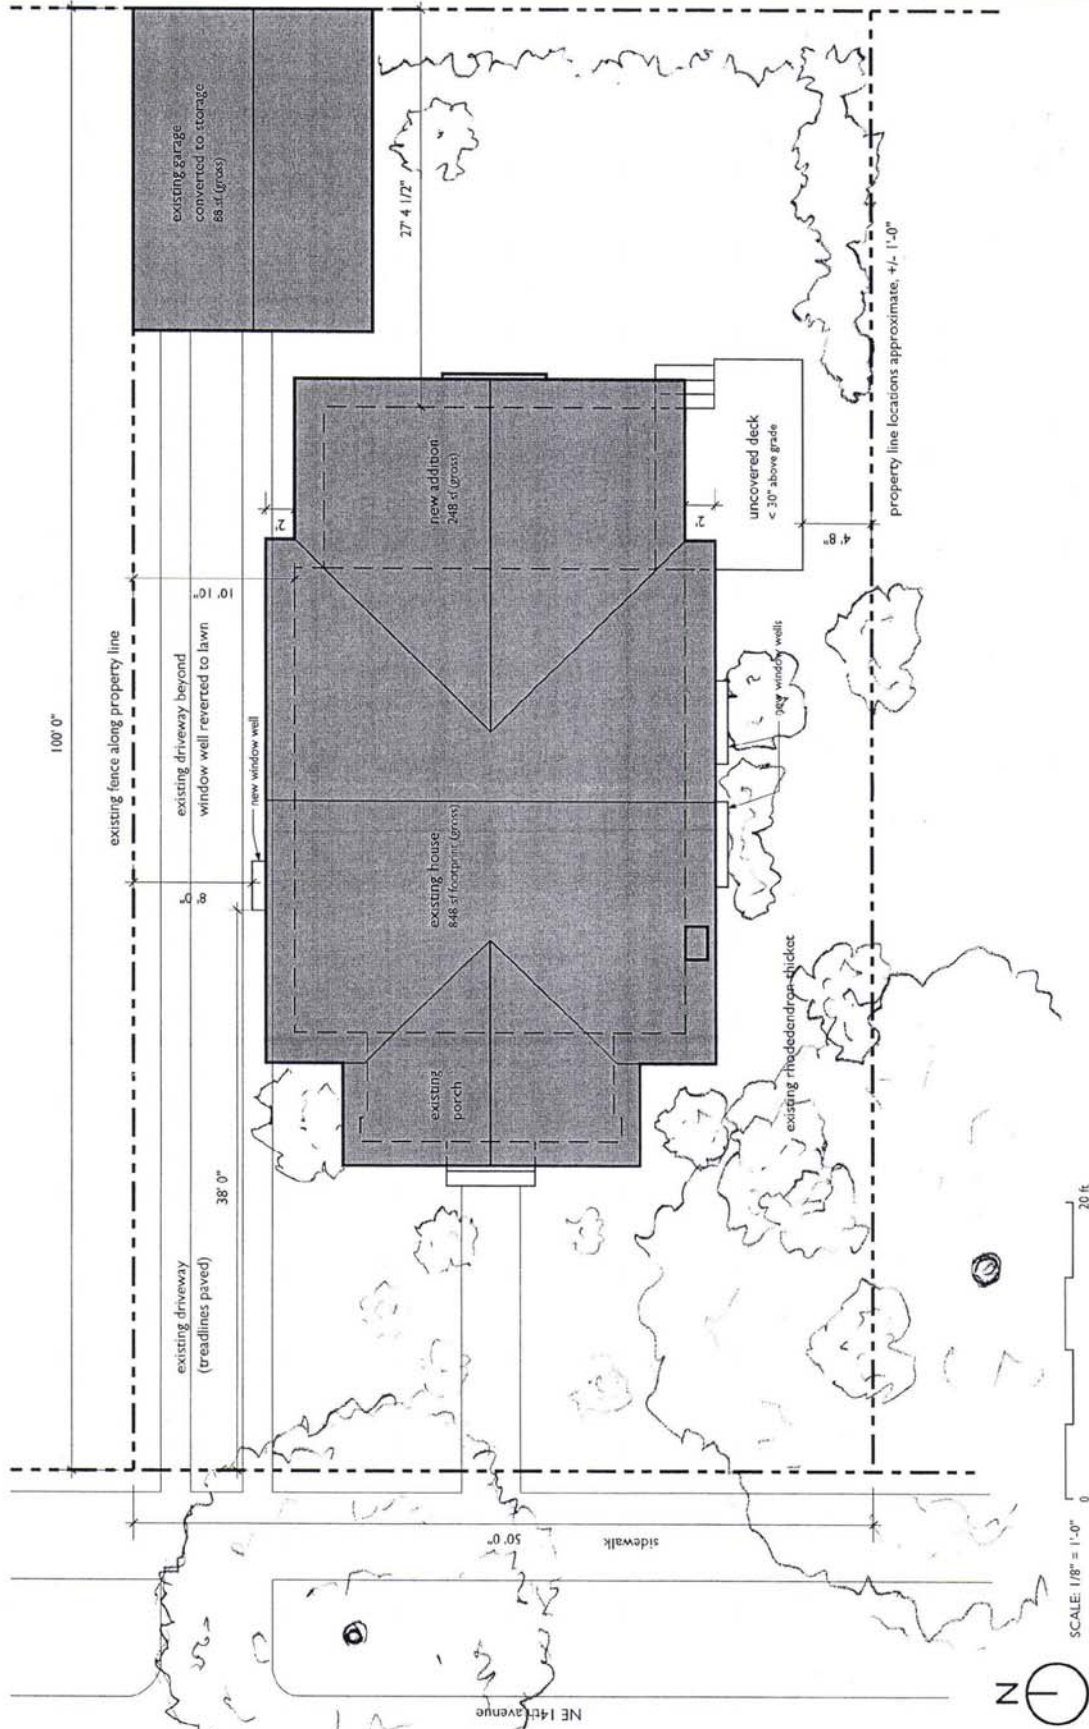 100' 0"
existing fence along property line
existing driveway
(treadlines paved)
38' 0"
8' 0"
existing driveway beyond
window well reverted to lawn
new window well
10' 10"
2'
existing garage
converted to storage
88 sf (gross)
27' 4 1/2"
existing
porch
existing house
848 sf footprint (gross)
new addition
248 sf (gross)
2'
uncovered deck
< 30" above grade
4' 8"
new window wells
existing rhodedendron thicket
property line locations approximate, +/- 1'-0"
NE 14th avenue
sidewalk
50' 0"
N
SCALE: 1/8" = 1'-0"
0
20 ft.